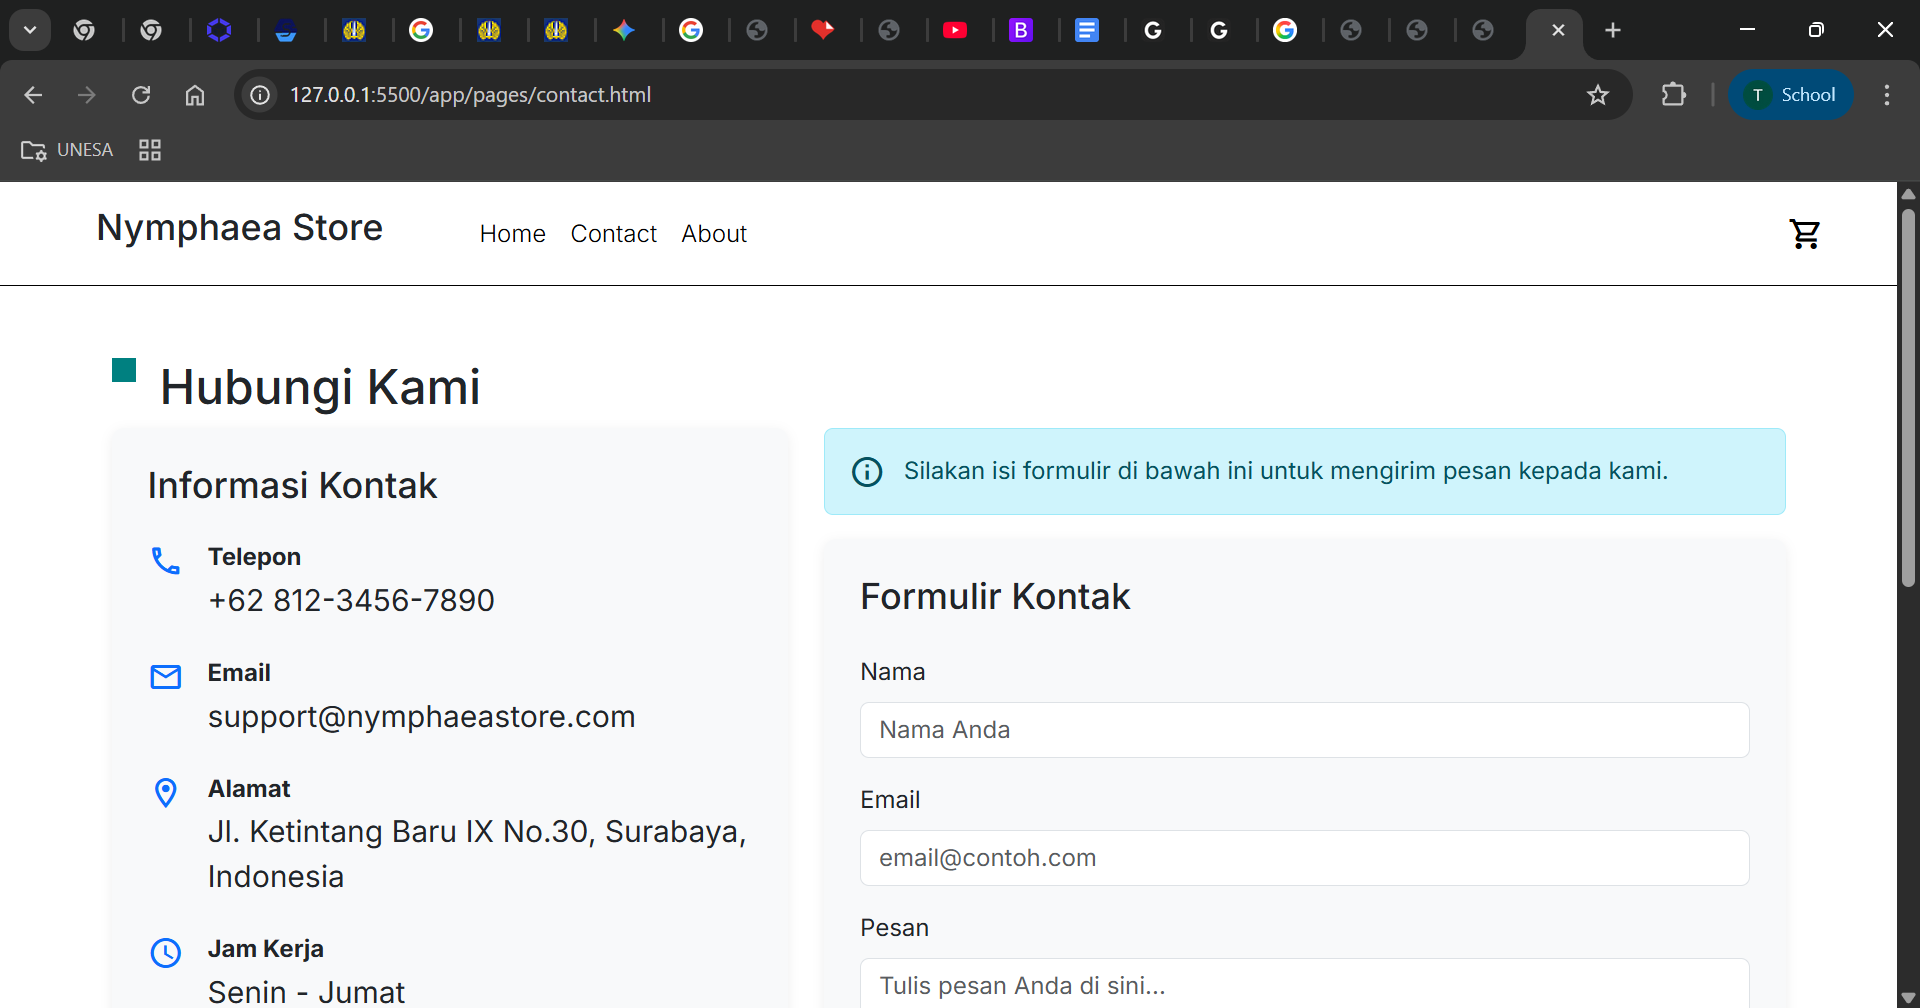 127.0.0.1:5500/app/pages/contact.html
T School
UNESA
Nymphaea Store
Home Contact About
Hubungi Kami
Informasi Kontak
Telepon
+62 812-3456-7890
Email
support@nymphaeastore.com
Alamat
Jl. Ketintang Baru IX No.30, Surabaya,
Indonesia
Jam Kerja
Senin - Jumat
Silakan isi formulir di bawah ini untuk mengirim pesan kepada kami.
Formulir Kontak
Nama
Nama Anda
Email
email@contoh.com
Pesan
Tulis pesan Anda di sini...